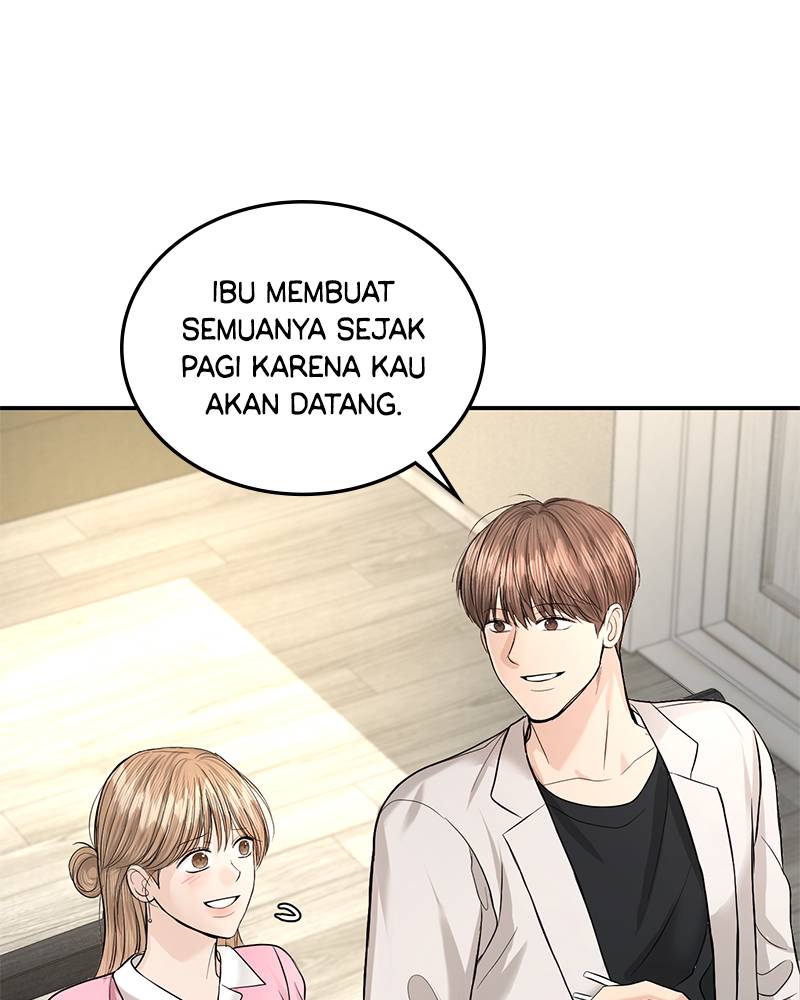 IBU MEMBUAT
SEMUANYA SEJAK
PAGI KARENA KAU
AKAN DATANG.